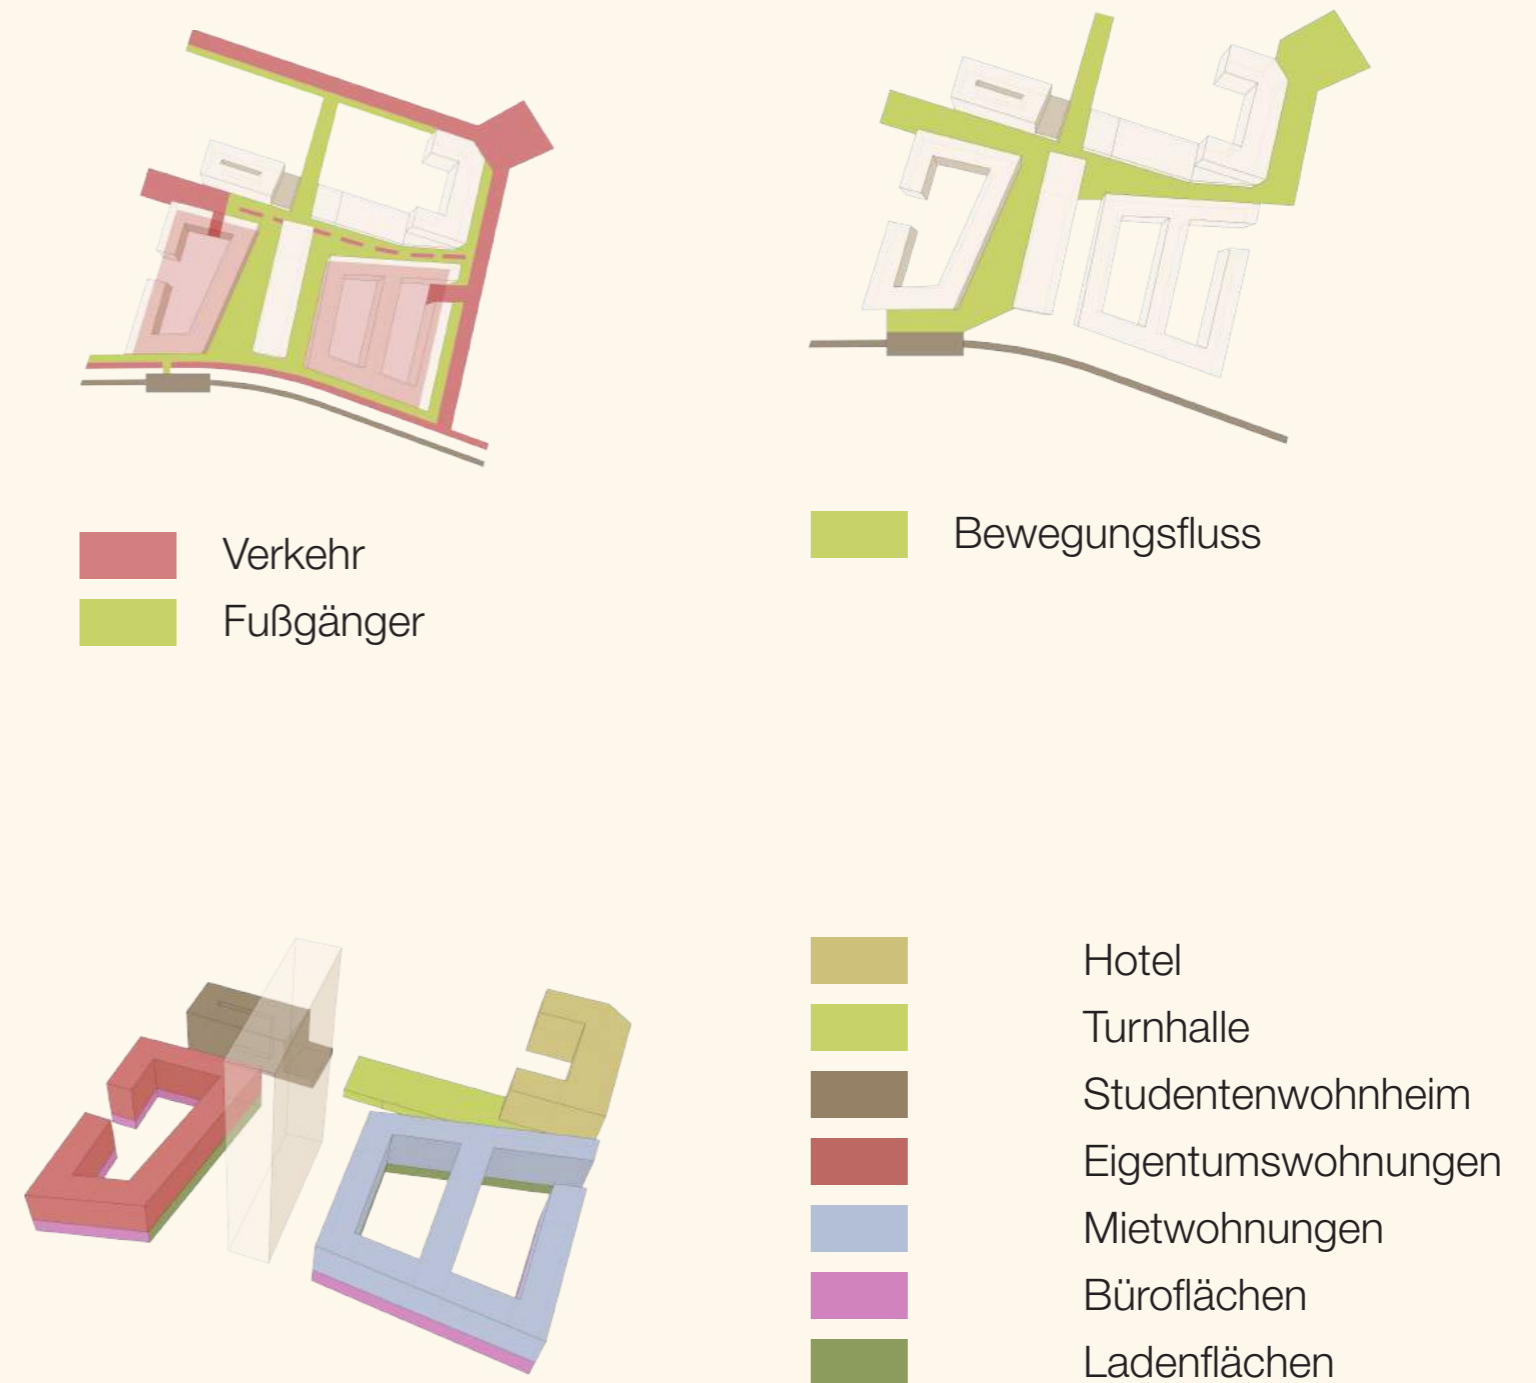 Verkehr
Fußgänger
Bewegungsfluss
Hotel
Turnhalle
Studentenwohnheim
Eigentumswohnungen
Mietwohnungen
Büroflächen
Ladenflächen